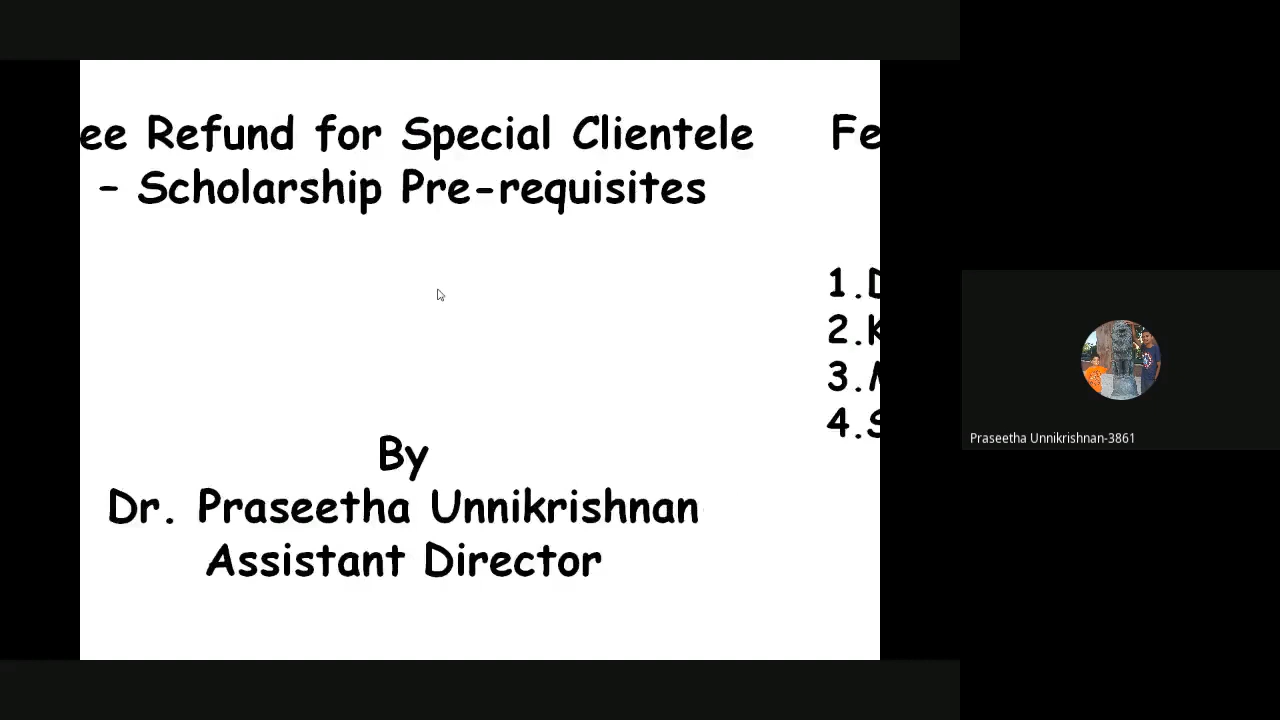 ee Refund for Special Clientele
– Scholarship Pre-requisites
By
Dr. Praseetha Unnikrishnan
Assistant Director
Fe
1.
2.K
3.
4.S
Praseetha Unnikrishnan-3861